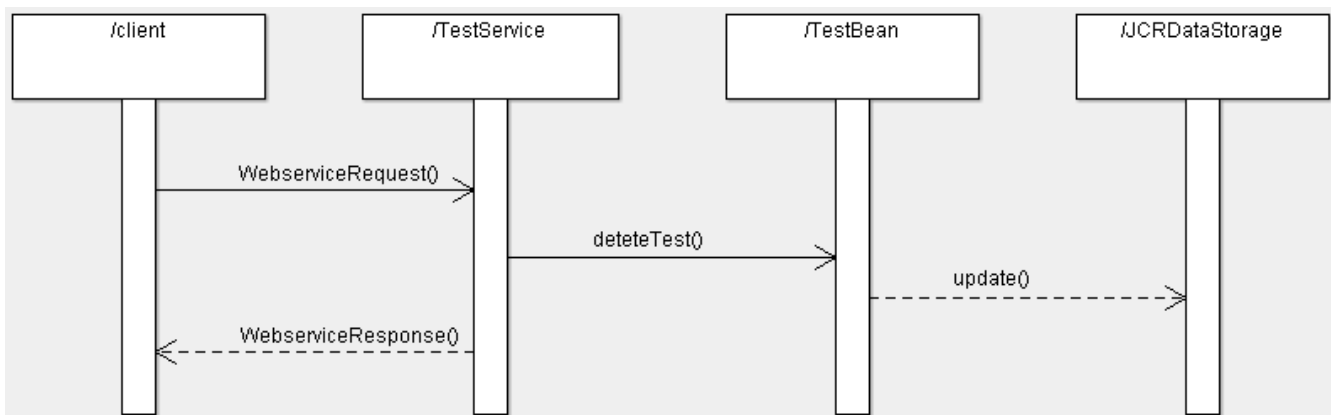 /client
/TestService
/TestBean
/JCRDataStorage
WebserviceRequest()
deteteTest()
update()
WebserviceResponse()